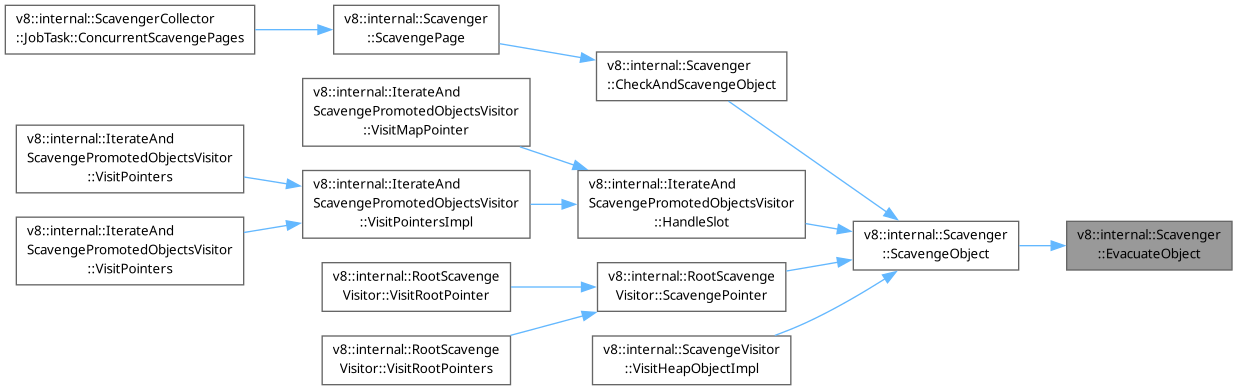 v8::internal::ScavengerCollector
::JobTask::ConcurrentScavengePages
v8::internal::Scavenger
::ScavengePage
v8::internal::Scavenger
::CheckAndScavengeObject
v8::internal::IterateAnd
ScavengePromotedObjectsVisitor
::VisitMapPointer
v8::internal::IterateAnd
ScavengePromotedObjectsVisitor
::VisitPointers
v8::internal::IterateAnd
ScavengePromotedObjectsVisitor
::VisitPointersImpl
v8::internal::IterateAnd
ScavengePromotedObjectsVisitor
::HandleSlot
v8::internal::IterateAnd
ScavengePromotedObjectsVisitor
::VisitPointers
v8::internal::Scavenger
::ScavengeObject
v8::internal::Scavenger
::EvacuateObject
v8::internal::RootScavenge
Visitor::VisitRootPointer
v8::internal::RootScavenge
Visitor::ScavengePointer
v8::internal::RootScavenge
Visitor::VisitRootPointers
v8::internal::ScavengeVisitor
::VisitHeapObjectImpl